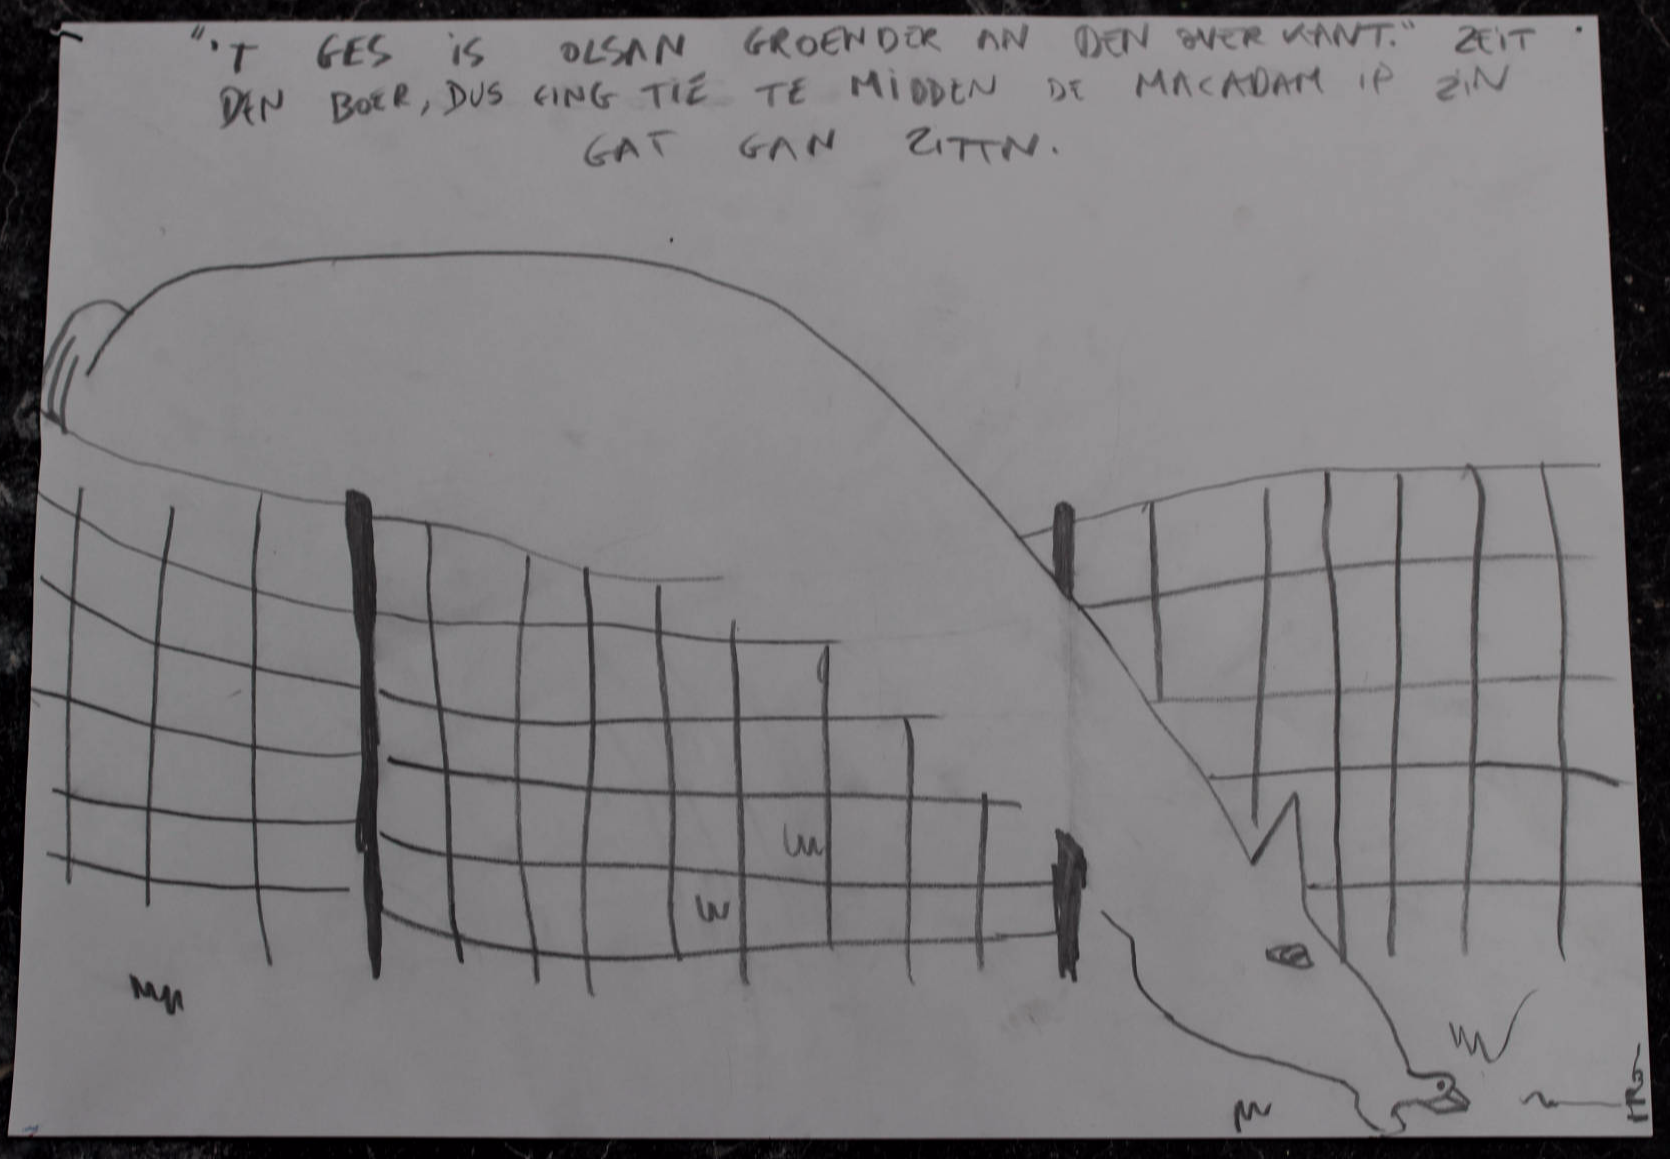 "'T GES IS OLSAN GROENDER AN DEN OVERKANT." ZEIT
DEN BOER, DUS GING TIE TE MIDDEN DE MACADAM IP ZIN
GAT GAN ZITTN.